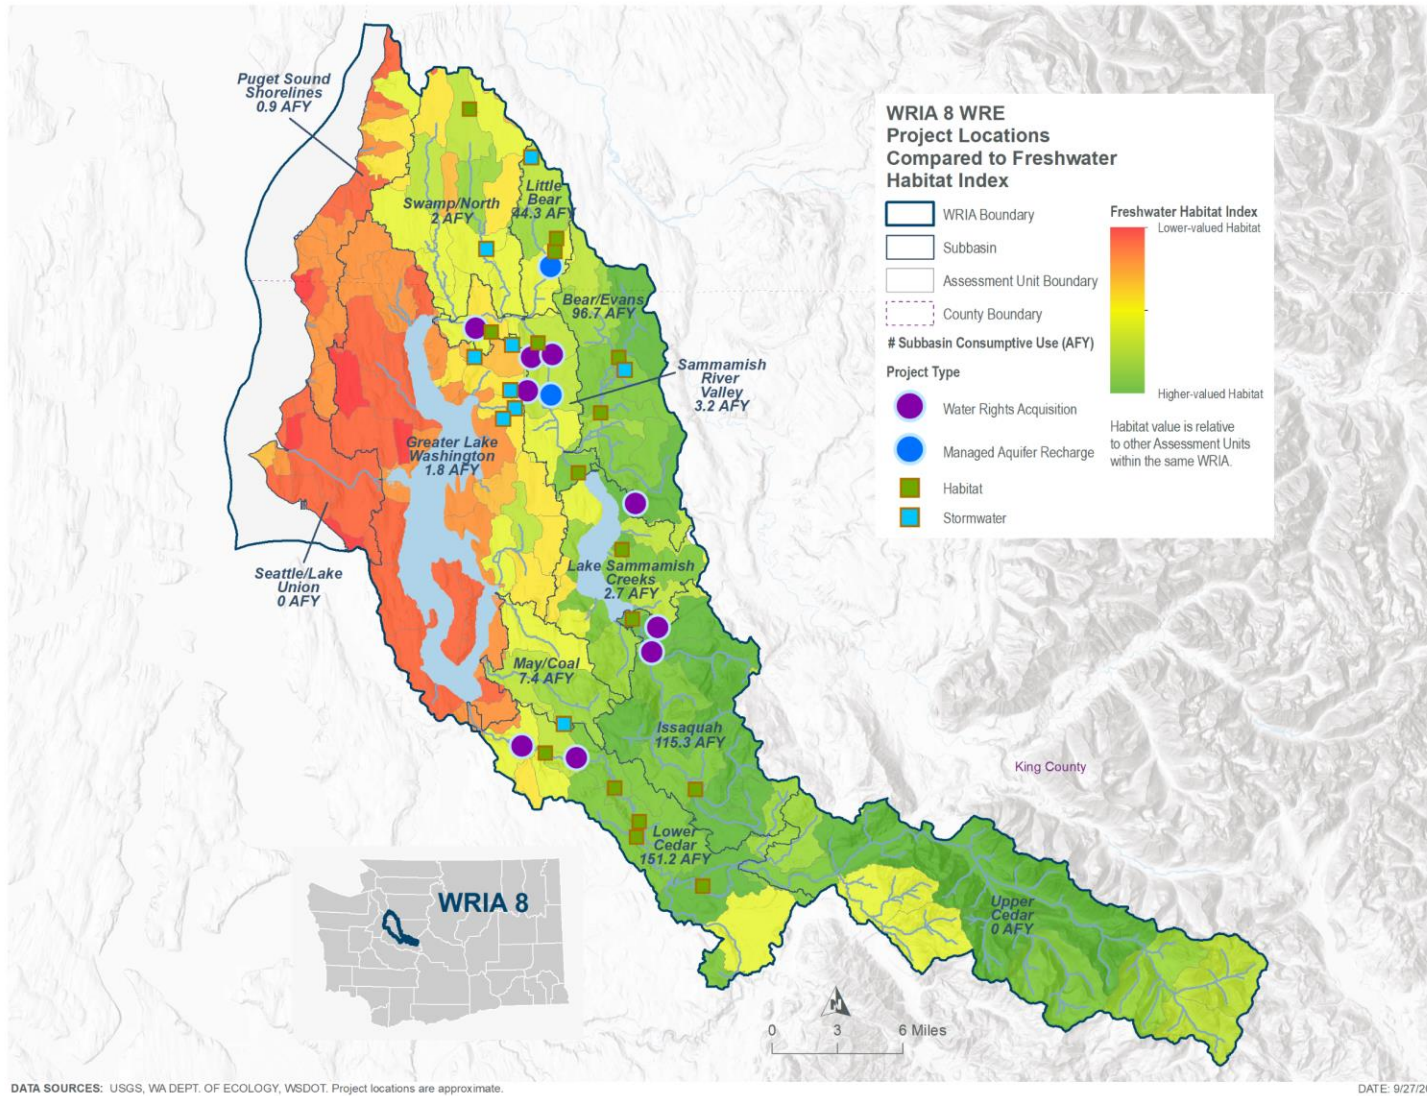 Puget Sound
Shorelines
0.9 AFY
Swamp/North
2 AFY
Little
Bear
44.3 AFY
Bear/Evans
96.7 AFY
Sammamish
River
Valley
3.2 AFY
Greater Lake
Washington
1.8 AFY
Seattle/Lake
Union
0 AFY
Lake Sammamish
Creeks
2.7 AFY
May/Coal
7.4 AFY
Issaquah
115.3 AFY
Lower
Cedar
151.2 AFY
Upper
Cedar
0 AFY
King County
WRIA 8 WRE
Project Locations
Compared to Freshwater
Habitat Index
WRIA Boundary
Subbasin
Assessment Unit Boundary
County Boundary
# Subbasin Consumptive Use (AFY)
Project Type
Water Rights Acquisition
Managed Aquifer Recharge
Habitat
Stormwater
Freshwater Habitat Index
Lower-valued Habitat
Higher-valued Habitat
Habitat value is relative
to other Assessment Units
within the same WRIA.
WRIA 8
N
0 3 6 Miles
DATA SOURCES: USGS, WA DEPT. OF ECOLOGY, WSDOT. Project locations are approximate.
DATE: 9/27/20